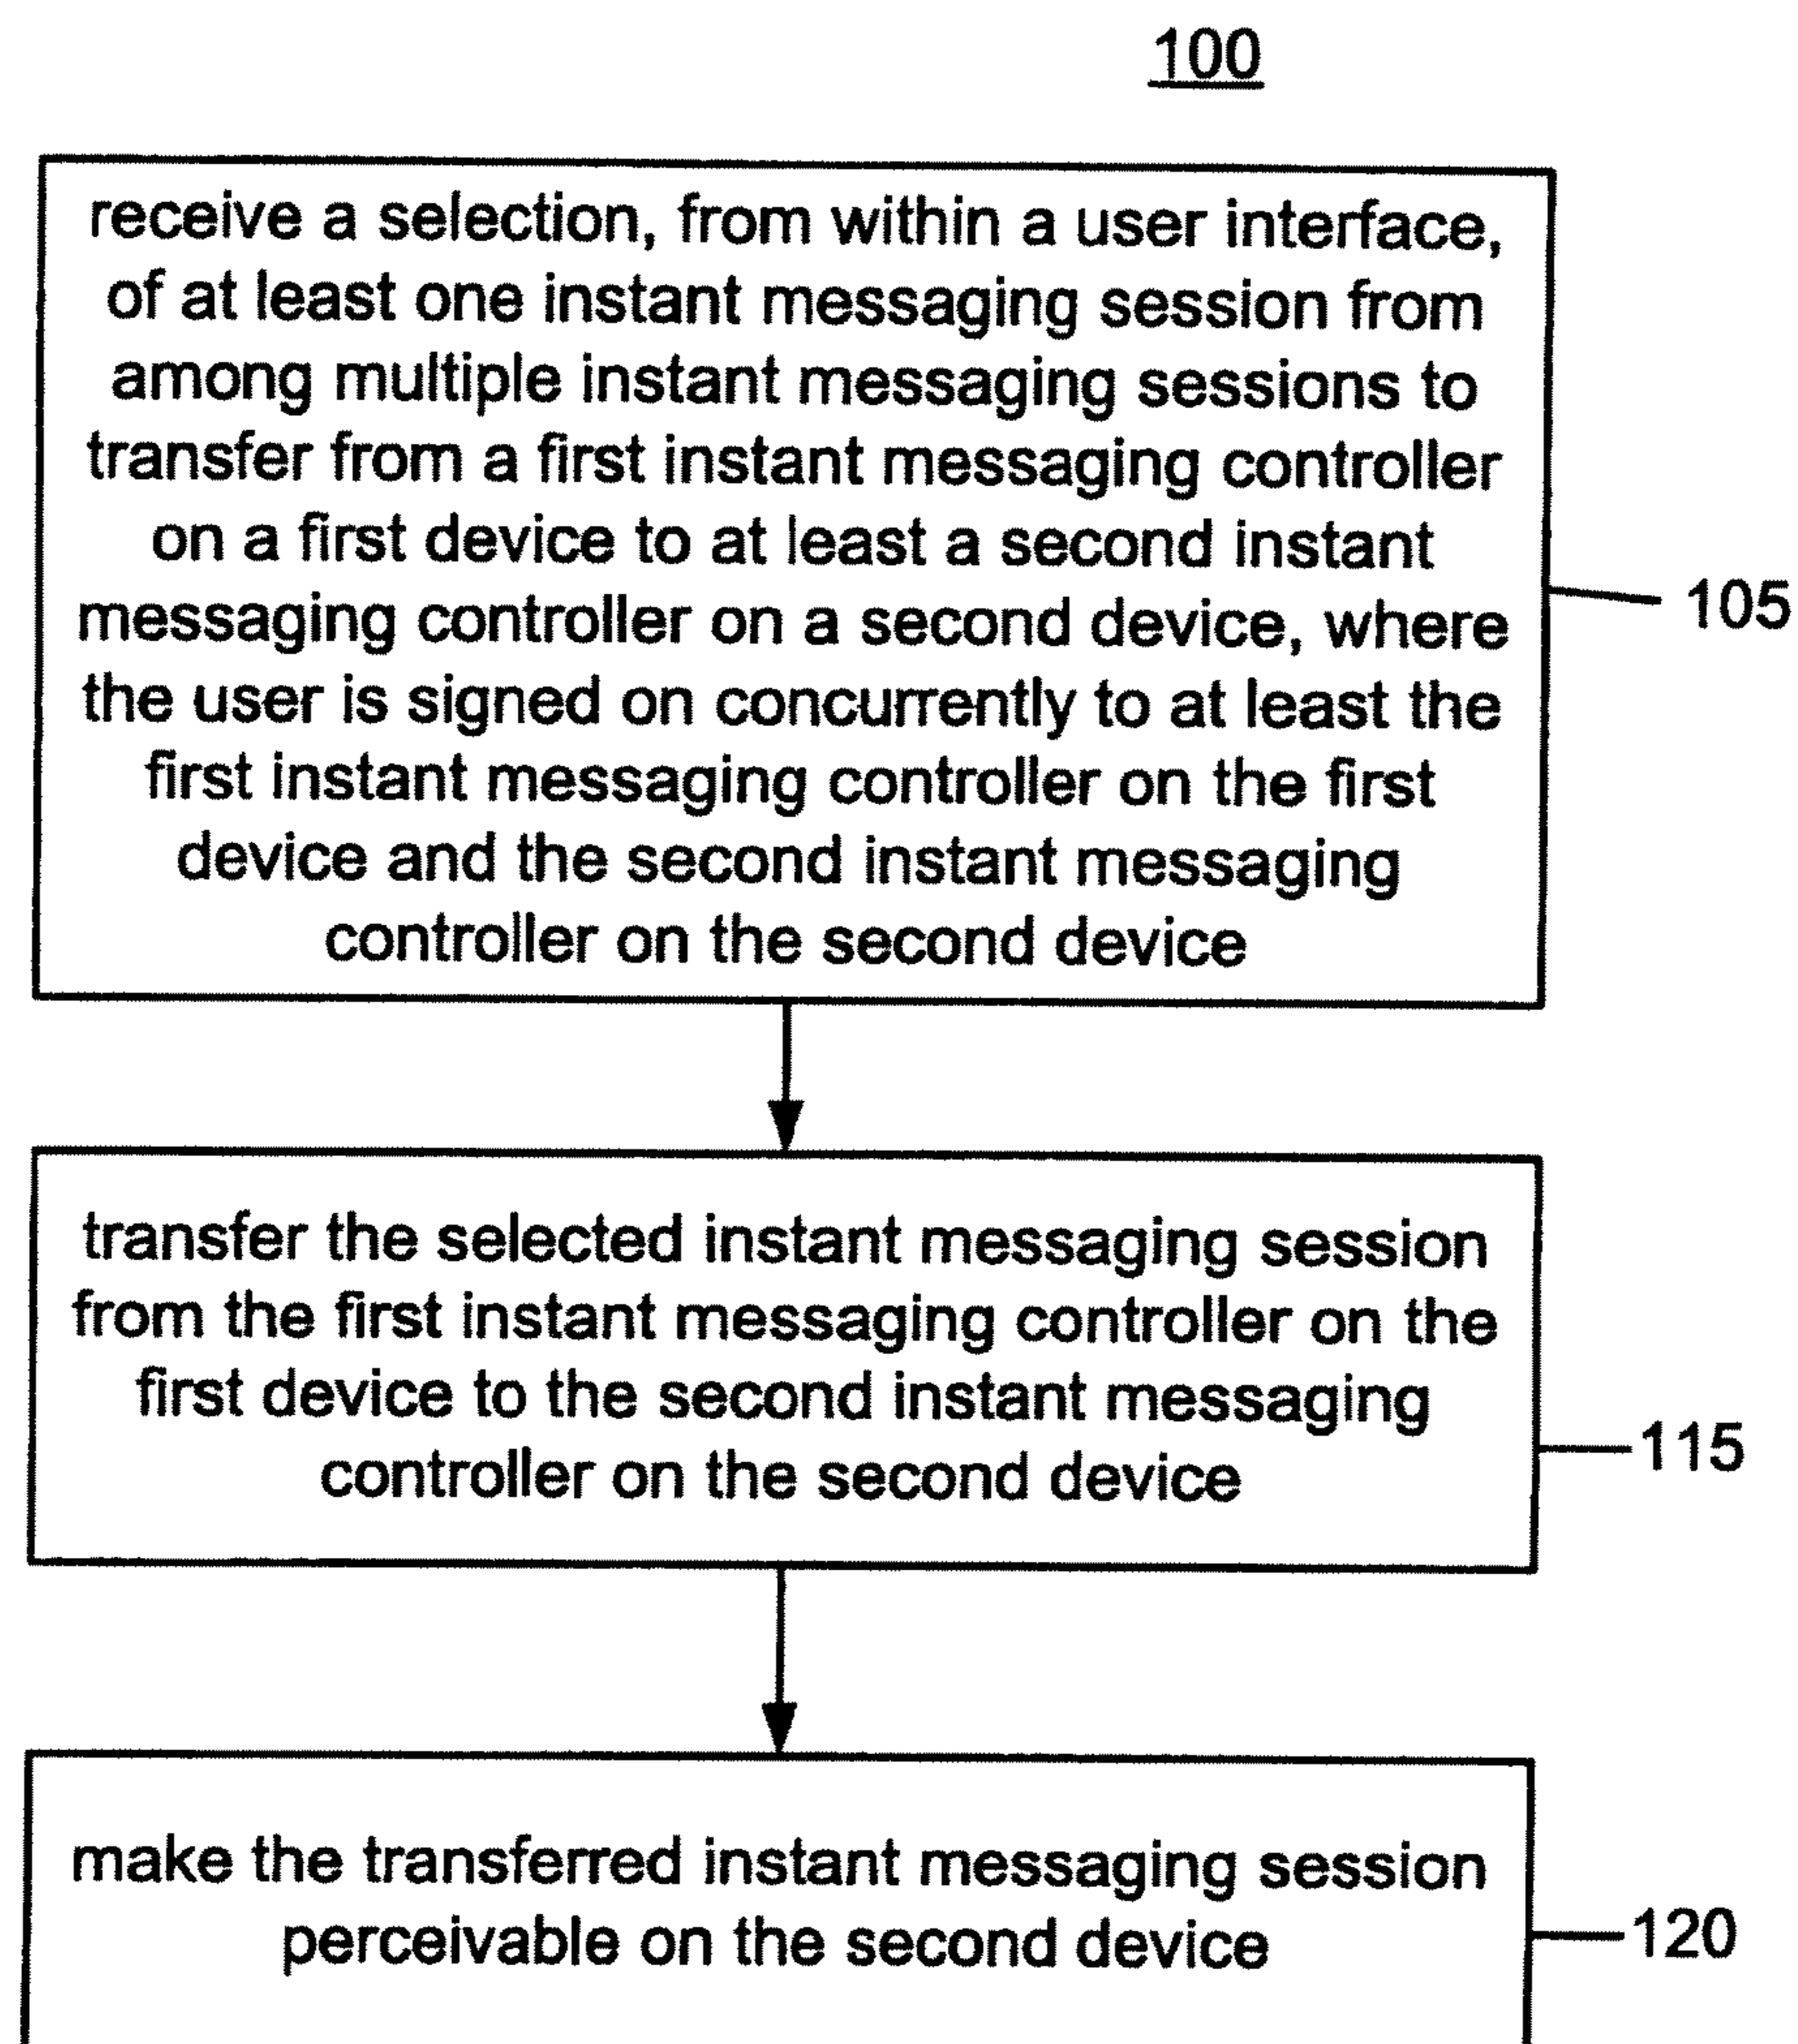 100
receive a selection, from within a user interface,
of at least one instant messaging session from
among multiple instant messaging sessions to
transfer from a first instant messaging controller
on a first device to at least a second instant
messaging controller on a second device, where
the user is signed on concurrently to at least the
first instant messaging controller on the first
device and the second instant messaging
controller on the second device
105
transfer the selected instant messaging session
from the first instant messaging controller on the
first device to the second instant messaging
controller on the second device
115
make the transferred instant messaging session
perceivable on the second device
120